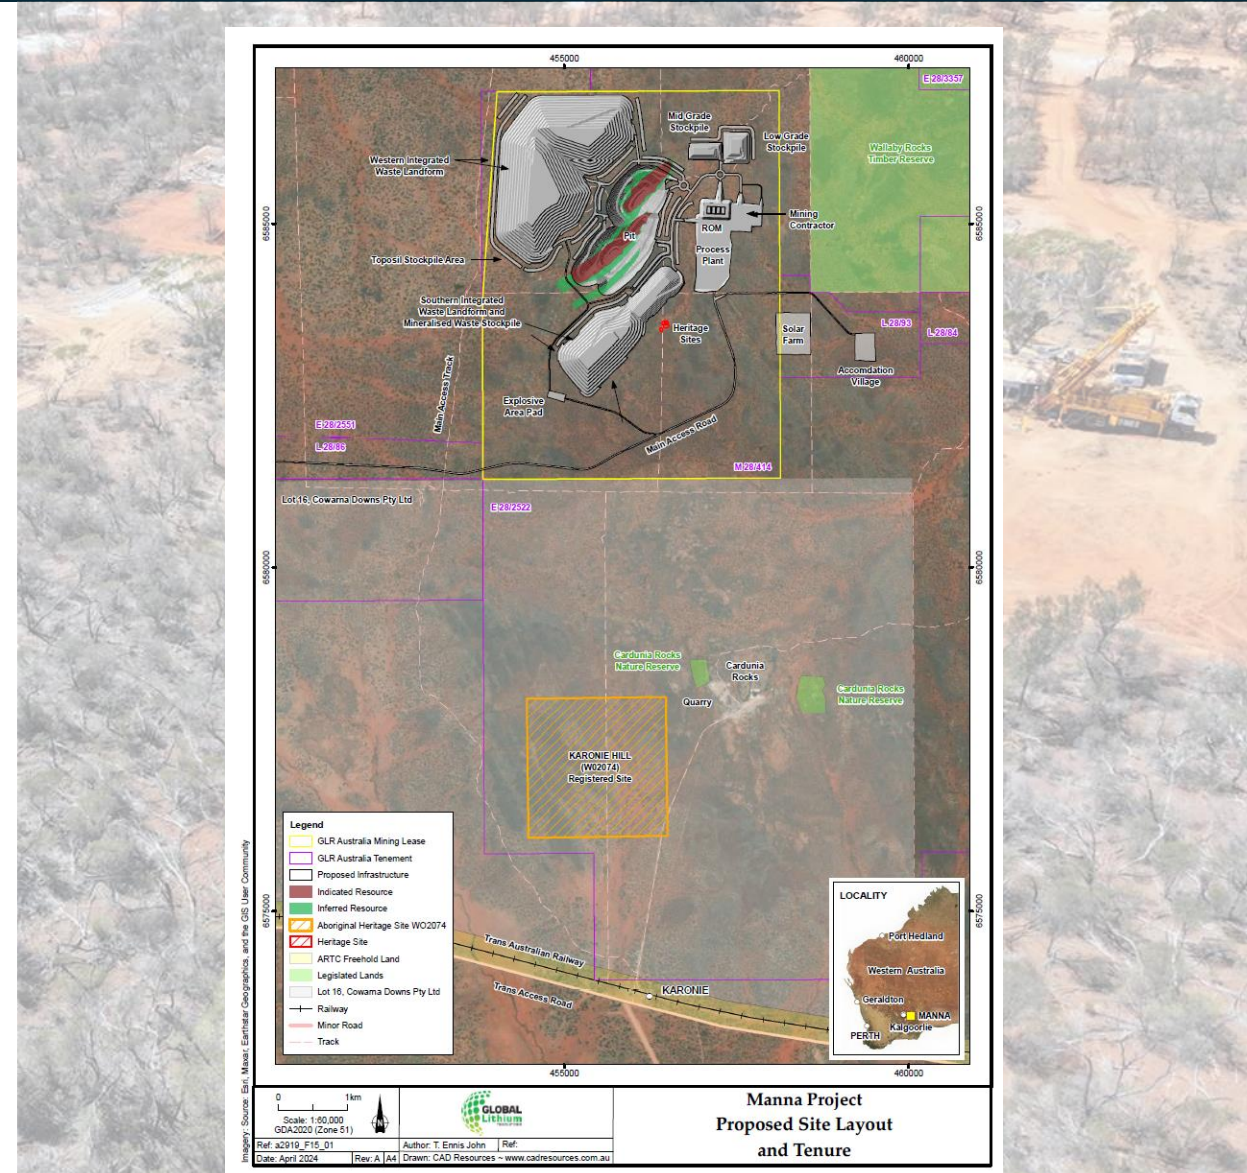 455000
460000
E 28/3357
Mid Grade
Stockpile
Low Grade
Stockpile
Wallaby Rocks
Timber Reserve
Western Integrated
Waste Landform
6585000
6585000
Mining
Contractor
ROM
Pit
Process
Plant
Toposil Stockpile Area
Southern Integrated
Waste Landform and
Mineralised Waste Stockpile
Heritage
Sites
Solar
Farm
L 28/93
L 28/84
Accomdation
Village
Main Access Track
Explosive
Area Pad
Main Access Road
E 28/2551
L 28/86
M 28/414
Lot 16, Cowarna Downs Pty Ltd
E 28/2522
6580000
6580000
Cardunia Rocks
Nature Reserve
Cardunia
Rocks
Cardunia Rocks
Nature Reserve
Quarry
KARONIE HILL
(W02074)
Registered Site
Legend
GLR Australia Mining Lease
GLR Australia Tenement
Proposed Infrastructure
Indicated Resource
Inferred Resource
Aboriginal Heritage Site WO2074
Heritage Site
ARTC Freehold Land
Legislated Lands
Lot 16, Cowarna Downs Pty Ltd
Railway
Minor Road
Track
6575000
6575000
Trans Australian Railway
Trans Access Road
KARONIE
LOCALITY
Port Hedland
Western Australia
Geraldton
MANNA
Kalgoorlie
PERTH
455000
460000
Imagery: Source: Esri, Maxar, Earthstar Geographics, and the GIS User Community
0 1km
Scale: 1:60,000
GDA2020 (Zone 51)
N
Ref: a2919_F15_01
Date: April 2024
Rev: A
A4
GLOBAL
Lithium
Author: T. Ennis John
Ref:
Drawn: CAD Resources ~ www.cadresources.com.au
Manna Project
Proposed Site Layout
and Tenure